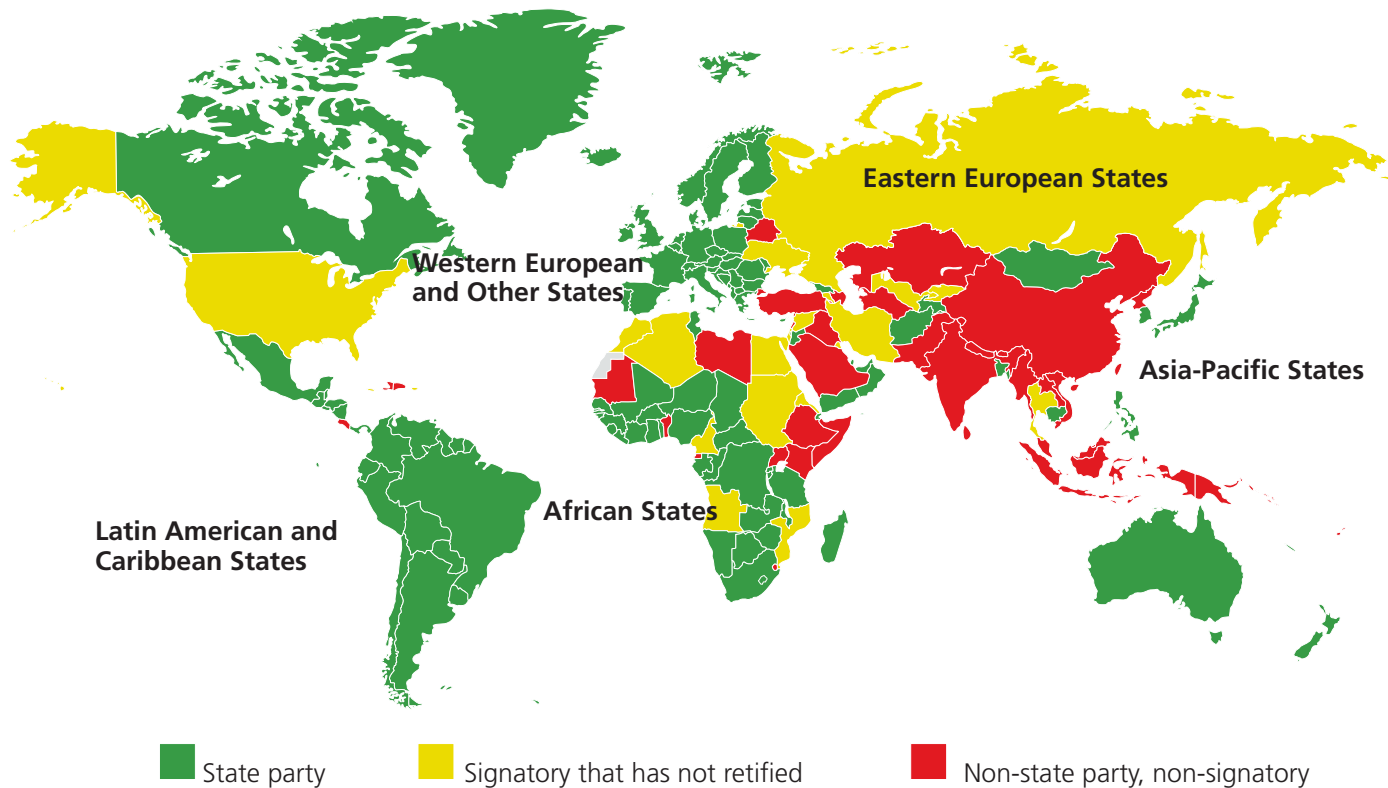 Eastern European States
Western European
and Other States
Asia-Pacific States
African States
Latin American and
Caribbean States
State party
Signatory that has not retified
Non-state party, non-signatory